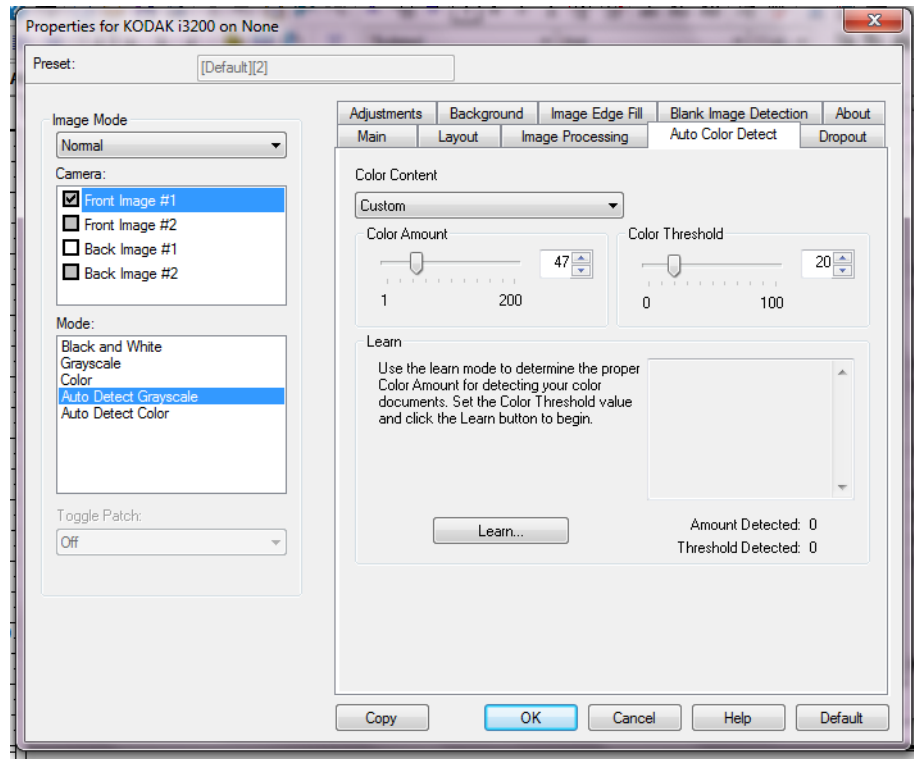 Properties for KODAK i3200 on None
Preset:
[Default][2]
Image Mode
Normal
Camera:
Front Image #1
Front Image #2
Back Image #1
Back Image #2
Mode:
Black and White
Grayscale
Color
Auto Detect Grayscale
Auto Detect Color
Toggle Patch:
Off
Adjustments Background Image Edge Fill Blank Image Detection About
Main Layout Image Processing Auto Color Detect Dropout
Color Content
Custom
Color Amount
47
1 200
Color Threshold
20
0 100
Learn
Use the learn mode to determine the proper
Color Amount for detecting your color
documents. Set the Color Threshold value
and click the Learn button to begin.
Learn...
Amount Detected: 0
Threshold Detected: 0
Copy OK Cancel Help Default